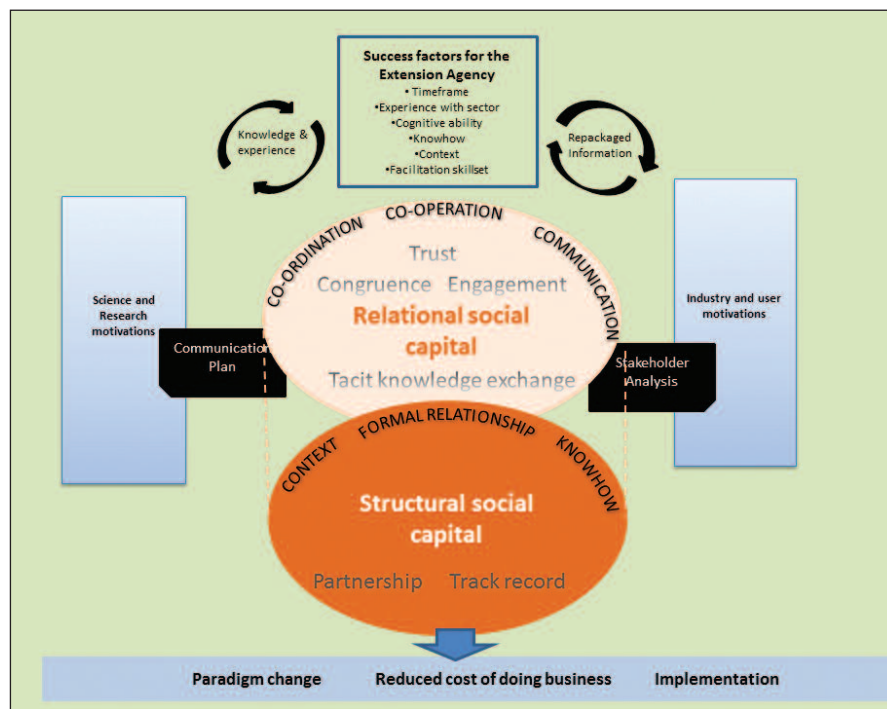 Success factors for the
Extension Agency
• Timeframe
•Experience with sector
•Cognitive ability
•Knowhow
•Context
•Facilitation skillset
Knowledge &
experience
Repackaged
Information
CO-ORDINATION CO-OPERATION COMMUNICATION
Trust
Congruence Engagement
Relational social
capital
Tacit knowledge exchange
Science and
Research
motivations
Communication
Plan
Industry and user
motivations
Stakeholder
Analysis
CONTEXT FORMAL RELATIONSHIP KNOWHOW
Structural social
capital
Partnership Track record
Paradigm change Reduced cost of doing business Implementation